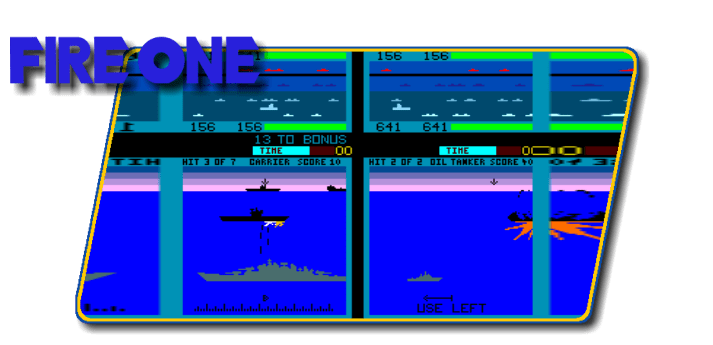 FIRE ONE
156 156
156 156
641 641
13 TO BONUS
TIME 00
TIME
HIT 3 OF 7 CARRIER SCORE 10
HIT 2 OF 2 OIL TANKER SCORE 40
USE LEFT